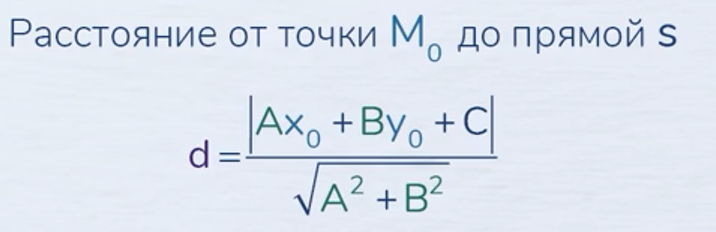 Расстояние от точки M₀ до прямой s
d = |Ax₀ + By₀ + C| / √(A² + B²)